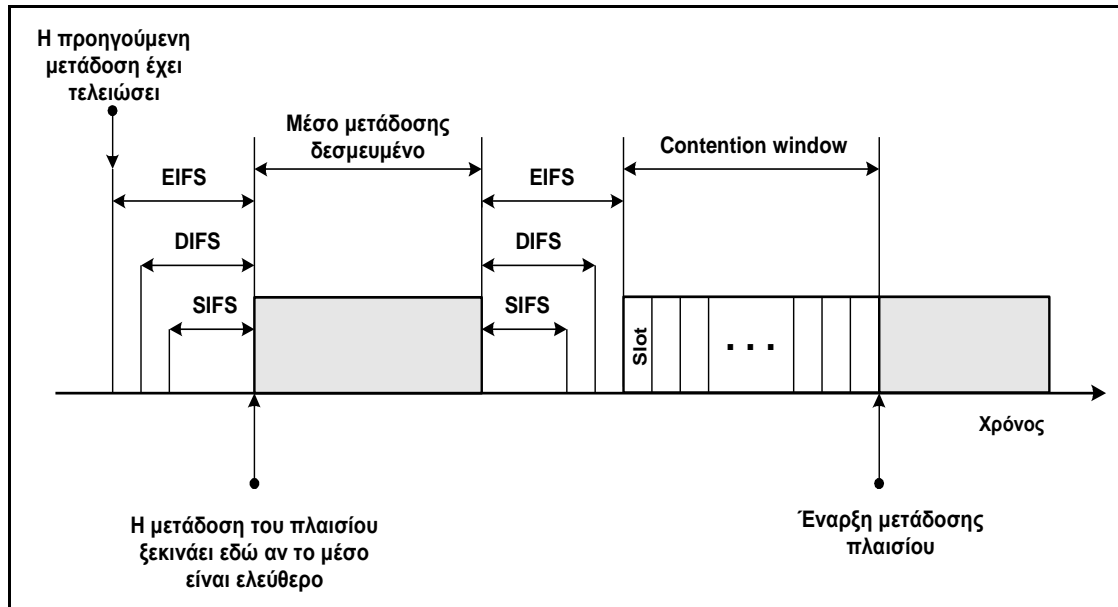 Η προηγούμενη
μετάδοση έχει
τελειώσει
Μέσο μετάδοσης
δεσμευμένο
Contention window
EIFS
EIFS
DIFS
DIFS
SIFS
SIFS
Slot
. . .
Χρόνος
Η μετάδοση του πλαισίου
ξεκινάει εδώ αν το μέσο
είναι ελεύθερο
Έναρξη μετάδοσης
πλαισίου